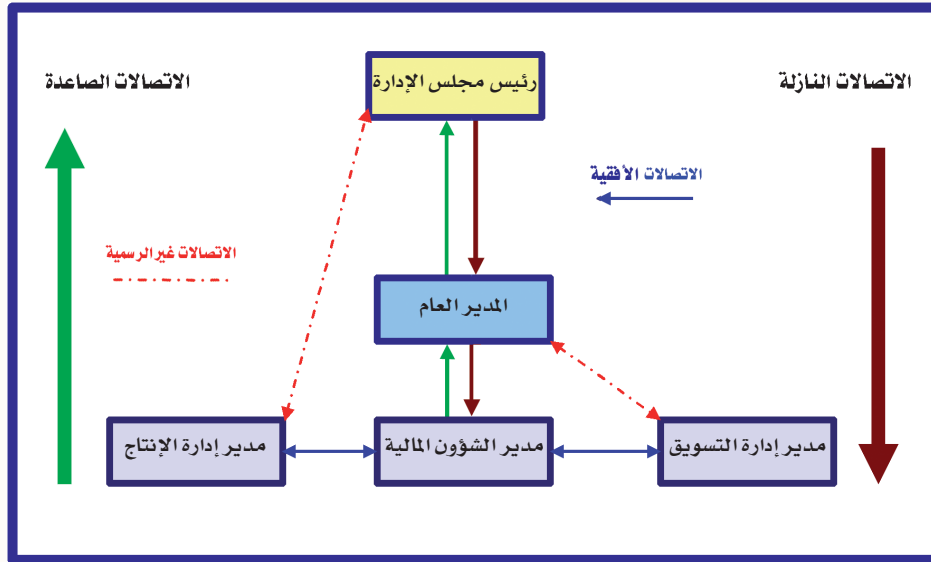 رئيس مجلس الإدارة
الاتصالات النازلة
الاتصالات الصاعدة
الاتصالات الأفقية
الاتصالات غير الرسمية
المدير العام
مدير إدارة التسويق
مدير الشؤون المالية
مدير إدارة الإنتاج